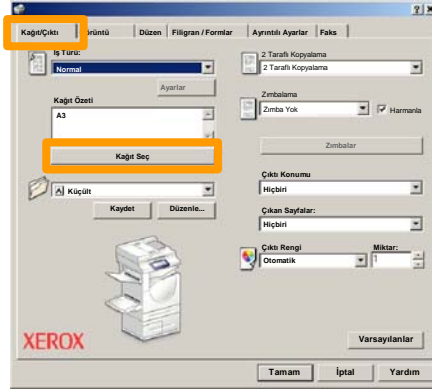 Kağıt/Çıktı Görüntü Düzen Filigran / Formlar Ayrıntılı Ayarlar Faks
İş Türü:
Normal
Ayarlar
Kağıt Özeti
A3
Kağıt Seç
Küçült
Kaydet Düzenle...
2 Taraflı Kopyalama
2 Taraflı Kopyalama
Zımbalama
Zımba Yok
Harmanla
Zımbalar
Çıktı Konumu
Hiçbiri
Çıkan Sayfalar:
Hiçbiri
Çıktı Rengi Miktar:
Otomatik 1
XEROX
Varsayılanlar
Tamam İptal Yardım